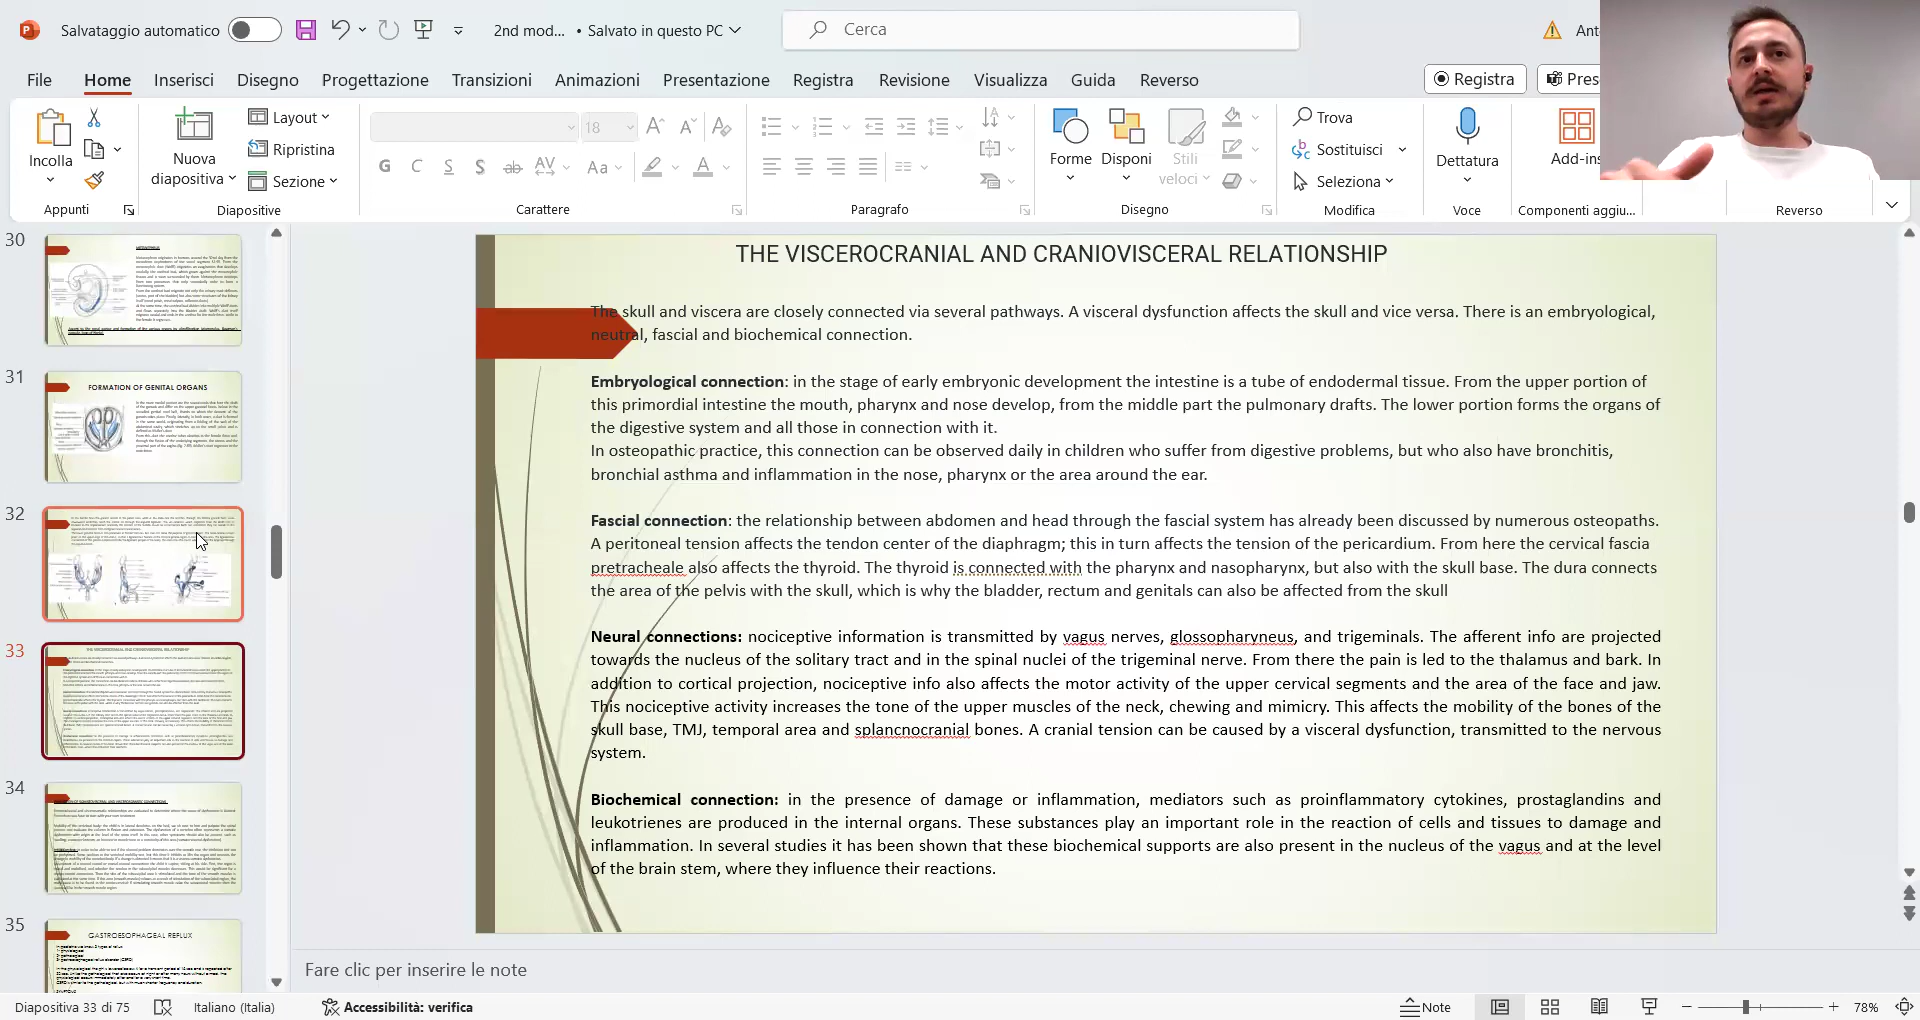 Salvataggio automatico
2nd mod... • Salvato in questo PC
Cerca
File Home Inserisci Disegno Progettazione Transizioni Animazioni Presentazione Registra Revisione Visualizza Guida Reverso
Registra
Incolla
Nuova
diapositiva
Layout
Ripristina
Sezione
18
Forme
Disponi
Stili
veloci
Trova
Sostituisci
Seleziona
Dettatura
Appunti
Diapositive
Carattere
Paragrafo
Disegno
Modifica
Voce
Componenti aggiu...
Reverso
30
31
FORMATION OF GENITAL ORGANS
32
33
THE VISCEROCRANIAL AND CRANIOVISCERAL RELATIONSHIP
34
35
GASTROESOPHAGEAL REFLUX
THE VISCEROCRANIAL AND CRANIOVISCERAL RELATIONSHIP
The skull and viscera are closely connected via several pathways. A visceral dysfunction affects the skull and vice versa. There is an embryological,
neutral, fascial and biochemical connection.
Embryological connection: in the stage of early embryonic development the intestine is a tube of endodermal tissue. From the upper portion of
this primordial intestine the mouth, pharynx and nose develop, from the middle part the pulmonary drafts. The lower portion forms the organs of
the digestive system and all those in connection with it.
In osteopathic practice, this connection can be observed daily in children who suffer from digestive problems, but who also have bronchitis,
bronchial asthma and inflammation in the nose, pharynx or the area around the ear.
Fascial connection: the relationship between abdomen and head through the fascial system has already been discussed by numerous osteopaths.
A peritoneal tension affects the tendon center of the diaphragm; this in turn affects the tension of the pericardium. From here the cervical fascia
pretracheale also affects the thyroid. The thyroid is connected with the pharynx and nasopharynx, but also with the skull base. The dura connects
the area of the pelvis with the skull, which is why the bladder, rectum and genitals can also be affected from the skull
Neural connections: nociceptive information is transmitted by vagus nerves, glossopharyneus, and trigeminals. The afferent info are projected
towards the nucleus of the solitary tract and in the spinal nuclei of the trigeminal nerve. From there the pain is led to the thalamus and bark. In
addition to cortical projection, nociceptive info also affects the motor activity of the upper cervical segments and the area of the face and jaw.
This nociceptive activity increases the tone of the upper muscles of the neck, chewing and mimicry. This affects the mobility of the bones of the
skull base, TMJ, temporal area and splancnocranial bones. A cranial tension can be caused by a visceral dysfunction, transmitted to the nervous
system.
Biochemical connection: in the presence of damage or inflammation, mediators such as proinflammatory cytokines, prostaglandins and
leukotrienes are produced in the internal organs. These substances play an important role in the reaction of cells and tissues to damage and
inflammation. In several studies it has been shown that these biochemical supports are also present in the nucleus of the vagus and at the level
of the brain stem, where they influence their reactions.
Fare clic per inserire le note
Diapositiva 33 di 75
Italiano (Italia)
Accessibilità: verifica
Note
78%